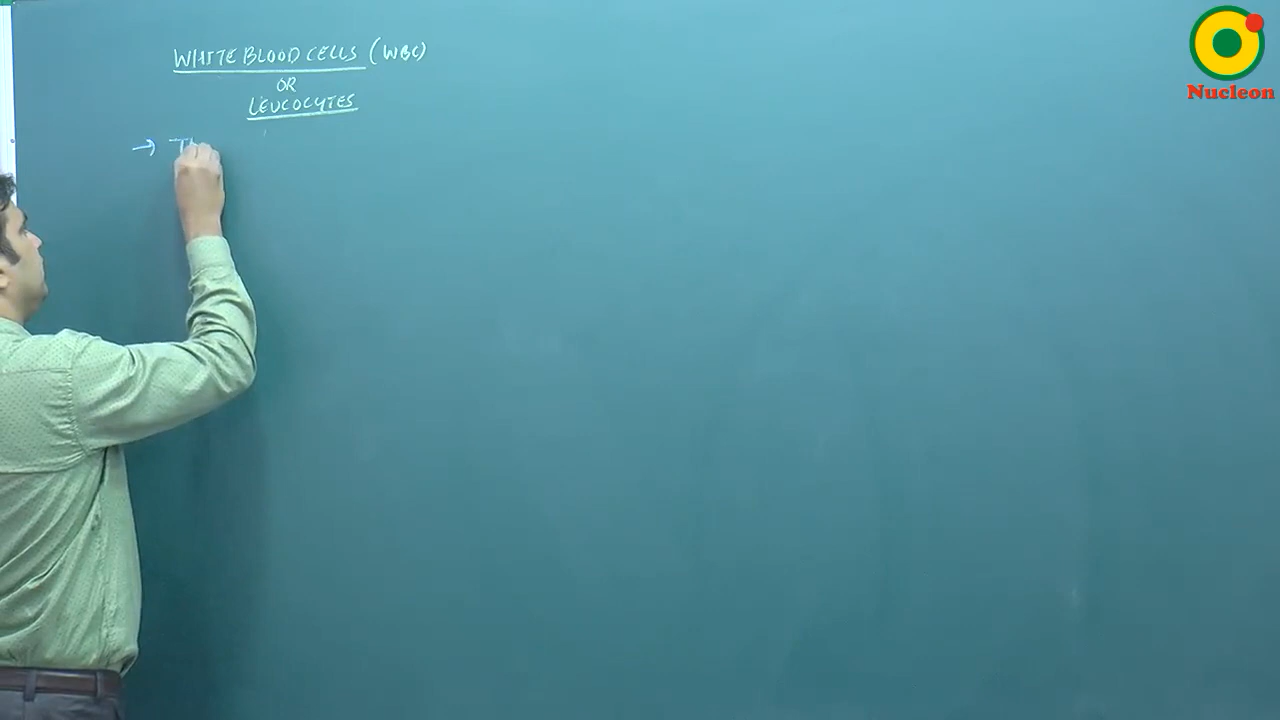 WHITE BLOOD CELLS (WBC)
OR
LEUCOCYTES
→
Nucleon